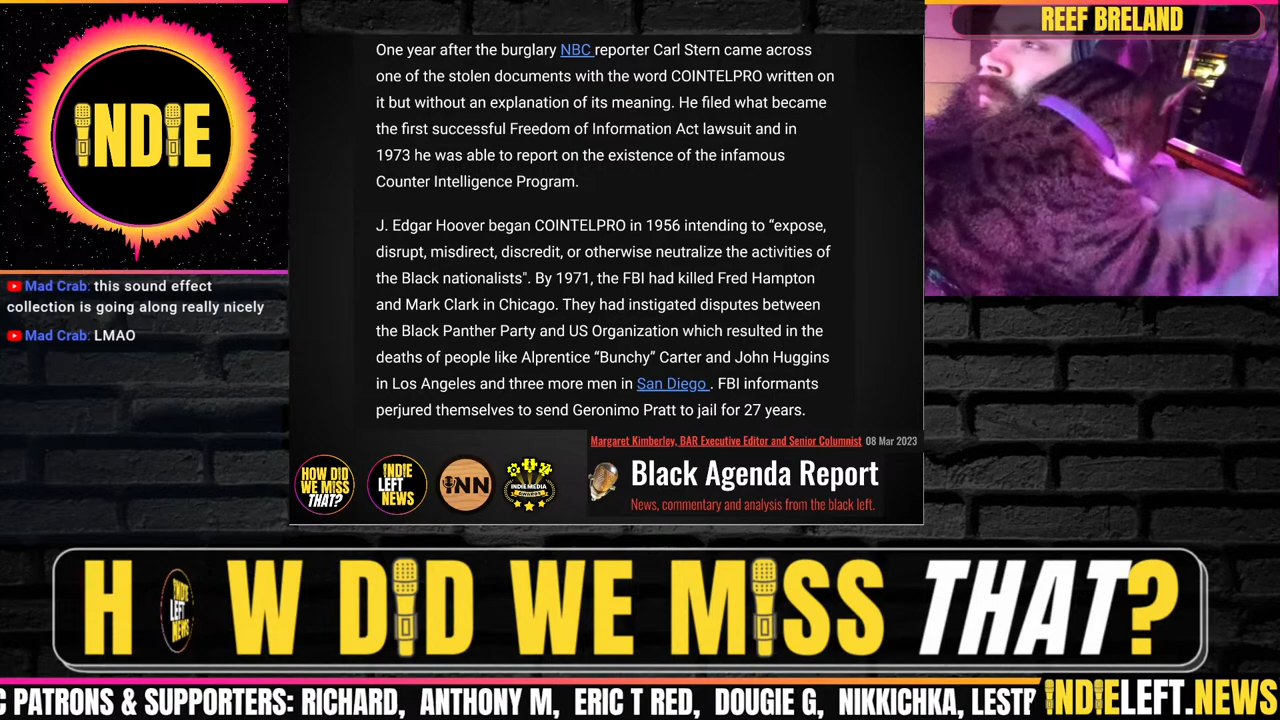 INDIE
REEF BRELAND
One year after the burglary NBC reporter Carl Stern came across
one of the stolen documents with the word COINTELPRO written on
it but without an explanation of its meaning. He filed what became
the first successful Freedom of Information Act lawsuit and in
1973 he was able to report on the existence of the infamous
Counter Intelligence Program.
J. Edgar Hoover began COINTELPRO in 1956 intending to “expose,
disrupt, misdirect, discredit, or otherwise neutralize the activities of
the Black nationalists". By 1971, the FBI had killed Fred Hampton
and Mark Clark in Chicago. They had instigated disputes between
the Black Panther Party and US Organization which resulted in the
deaths of people like Alprentice “Bunchy” Carter and John Huggins
in Los Angeles and three more men in San Diego . FBI informants
perjured themselves to send Geronimo Pratt to jail for 27 years.
Mad Crab: this sound effect
collection is going along really nicely
Mad Crab: LMAO
Margaret Kimberley, BAR Executive Editor and Senior Columnist 08 Mar 2023
HOW DID
WE MISS
THAT?
INDIE
LEFT
NEWS
INN
INDIE MEDIA
AWARDS
Black Agenda Report
News, commentary and analysis from the black left.
HOW DID WE MISS THAT?
INDIE
LEFT
NEWS
C PATRONS & SUPPORTERS: RICHARD, ANTHONY M, ERIC T RED, DOUGIE G, NIKKICHKA, LESTR
INDIELEFT.NEWS